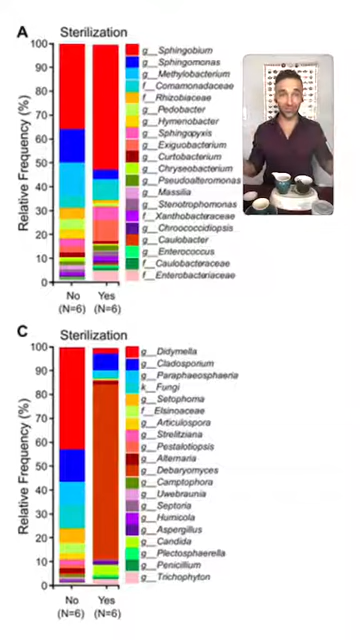 A
Sterilization
Relative Frequency (%)
100
90
80
70
60
50
40
30
20
10
0
No
(N=6)
Yes
(N=6)
g__Sphingobium
g__Sphingomonas
g__Methylobacterium
f__Comamonadaceae
f__Rhizobiaceae
g__Pedobacter
g__Hymenobacter
g__Sphingopyxis
g__Exiguobacterium
g__Curtobacterium
g__Chryseobacterium
g__Pseudoalteromonas
g__Massilia
f__Xanthobacteraceae
g__Chroococcidiopsis
g__Caulobacter
g__Enterococcus
f__Caulobacteraceae
f__Enterobacteriaceae
C
Sterilization
Relative Frequency (%)
100
90
80
70
60
50
40
30
20
10
0
No
(N=6)
Yes
(N=6)
g__Didymella
g__Cladosporium
g__Paraphaeosphaeria
k__Fungi
g__Setophoma
f__Elsinoaceae
g__Articulospora
g__Strelitziana
g__Pestalotiopsis
g__Alternaria
g__Debaryomyces
g__Camptophora
g__Uwebraunia
g__Septoria
g__Humicola
g__Aspergillus
g__Candida
g__Plectosphaerella
g__Penicillium
g__Trichophyton